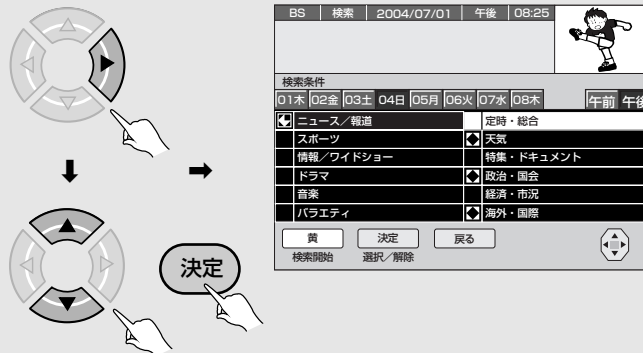 BS 検索 2004/07/01 午後 08:25
検索条件
01木 02金 03土 04日 05月 06火 07水 08木 午前 午後
ニュース／報道 定時・総合
スポーツ 天気
情報／ワイドショー 特集・ドキュメント
ドラマ 政治・国会
音楽 経済・市況
バラエティ 海外・国際
黄 決定 戻る
検索開始 選択／解除
決定